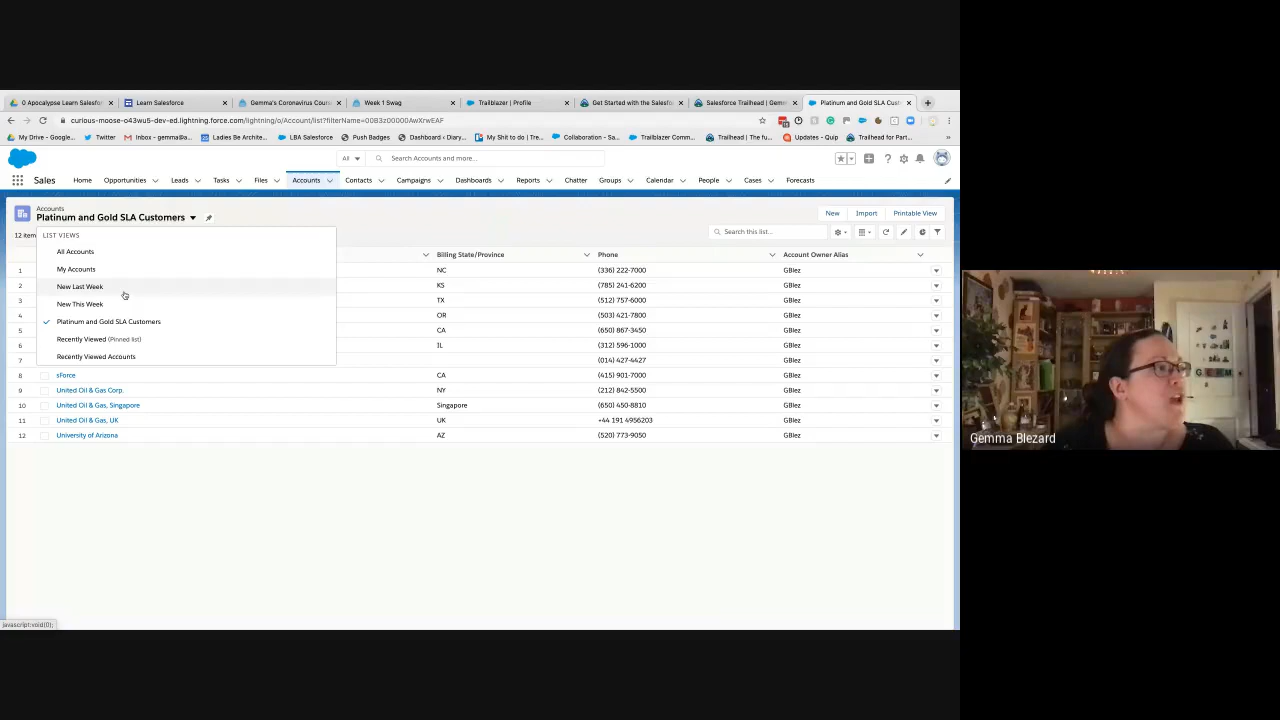 0 Apocalypse Learn Salesfo
Learn Salesforce
Gemma's Coronavirus Cours
Week 1 Swag
Trailblazer | Profile
Get Started with the Salesfo
Salesforce Trailhead | Gem
Platinum and Gold SLA Cust
curious-moose-o43wu5-dev-ed.lightning.force.com/lightning/o/Account/list?filterName=00B3z00000AwXrwEAF
My Drive - Google...
Twitter
Inbox - gemma@a...
Ladies Be Architec...
LBA Salesforce
Push Badges
Dashboard ‹ Diary...
My Shit to do | Tre...
Collaboration - Sa...
Trailblazer Comm...
Trailhead | The fu...
Updates - Quip
Trailhead for Part...
»
All
Search Accounts and more...
Sales
Home
Opportunities
Leads
Tasks
Files
Accounts
Contacts
Campaigns
Dashboards
Reports
Chatter
Groups
Calendar
People
Cases
Forecasts
Accounts
Platinum and Gold SLA Customers
New
Import
Printable View
12 item
Search this list...
LIST VIEWS
All Accounts
My Accounts
New Last Week
New This Week
Platinum and Gold SLA Customers
Recently Viewed (Pinned list)
Recently Viewed Accounts
Billing State/Province
Phone
Account Owner Alias
1 NC (336) 222-7000 GBlez
2 KS (785) 241-6200 GBlez
3 TX (512) 757-6000 GBlez
4 OR (503) 421-7800 GBlez
5 CA (650) 867-3450 GBlez
6 IL (312) 596-1000 GBlez
7 (014) 427-4427 GBlez
8 sForce CA (415) 901-7000 GBlez
9 United Oil & Gas Corp. NY (212) 842-5500 GBlez
10 United Oil & Gas, Singapore Singapore (650) 450-8810 GBlez
11 United Oil & Gas, UK UK +44 191 4956203 GBlez
12 University of Arizona AZ (520) 773-9050 GBlez
javascript:void(0);
Gemma Blezard